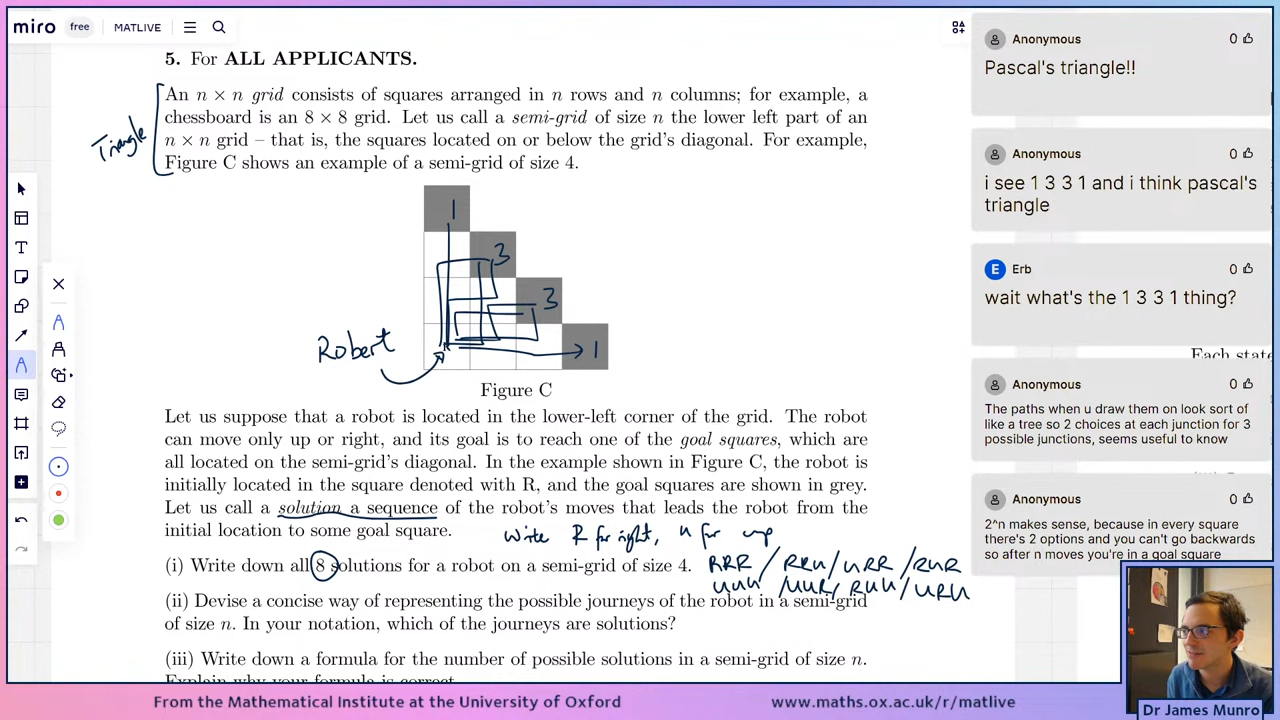 miro free MATLIVE
5. For ALL APPLICANTS.
An n × n grid consists of squares arranged in n rows and n columns; for example, a
chessboard is an 8 × 8 grid. Let us call a semi-grid of size n the lower left part of an
n × n grid – that is, the squares located on or below the grid's diagonal. For example,
Figure C shows an example of a semi-grid of size 4.
Triangle
1
3
3
1
Robert
Figure C
Let us suppose that a robot is located in the lower-left corner of the grid. The robot
can move only up or right, and its goal is to reach one of the goal squares, which are
all located on the semi-grid's diagonal. In the example shown in Figure C, the robot is
initially located in the square denoted with R, and the goal squares are shown in grey.
Let us call a solution a sequence of the robot's moves that leads the robot from the
initial location to some goal square.
write R for right, u for up
(i) Write down all 8 solutions for a robot on a semi-grid of size 4.
RRR / RRU / URR / RUR
UUU / UUR / RUU / URU
(ii) Devise a concise way of representing the possible journeys of the robot in a semi-grid
of size n. In your notation, which of the journeys are solutions?
(iii) Write down a formula for the number of possible solutions in a semi-grid of size n.
Explain why your formula is correct.
Each state
Anonymous 0
Pascal's triangle!!
Anonymous 0
i see 1 3 3 1 and i think pascal's
triangle
E Erb 0
wait what's the 1 3 3 1 thing?
Anonymous 0
The paths when u draw them on look sort of
like a tree so 2 choices at each junction for 3
possible junctions, seems useful to know
Anonymous 0
2^n makes sense, because in every square
there's 2 options and you can't go backwards
so after n moves you're in a goal square
From the Mathematical Institute at the University of Oxford
www.maths.ox.ac.uk/r/matlive
Dr James Munro